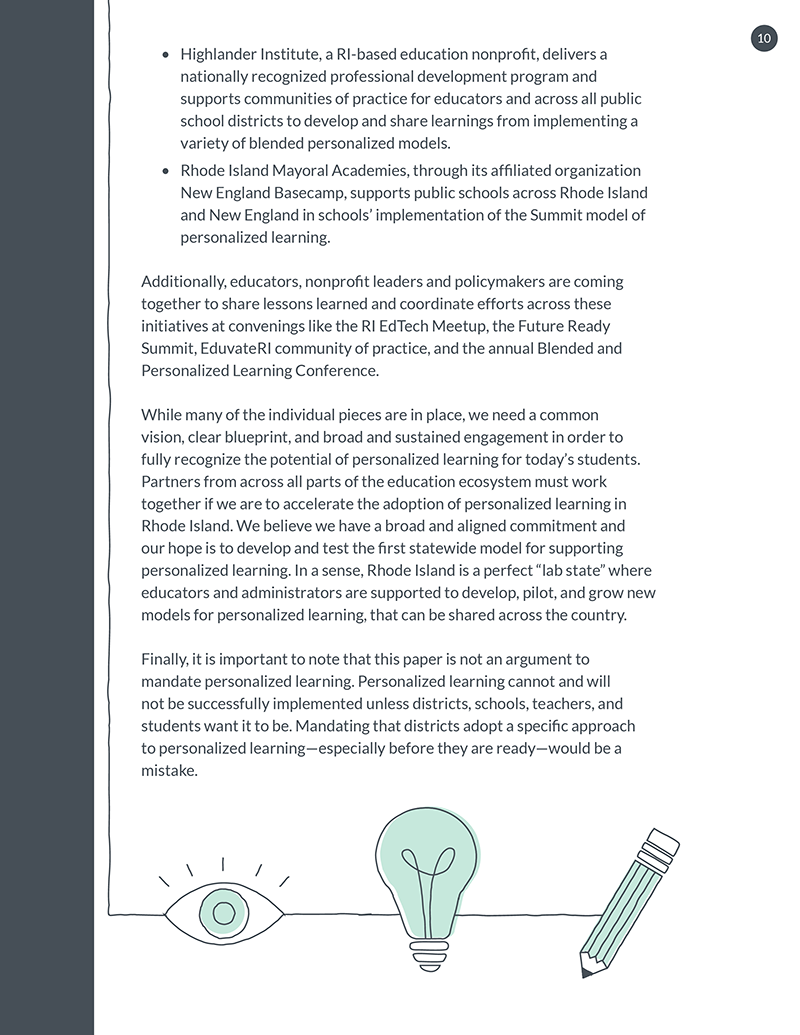 10
• Highlander Institute, a RI-based education nonprofit, delivers a
nationally recognized professional development program and
supports communities of practice for educators and across all public
school districts to develop and share learnings from implementing a
variety of blended personalized models.
• Rhode Island Mayoral Academies, through its affiliated organization
New England Basecamp, supports public schools across Rhode Island
and New England in schools’ implementation of the Summit model of
personalized learning.
Additionally, educators, nonprofit leaders and policymakers are coming
together to share lessons learned and coordinate efforts across these
initiatives at convenings like the RI EdTech Meetup, the Future Ready
Summit, EduvateRI community of practice, and the annual Blended and
Personalized Learning Conference.
While many of the individual pieces are in place, we need a common
vision, clear blueprint, and broad and sustained engagement in order to
fully recognize the potential of personalized learning for today’s students.
Partners from across all parts of the education ecosystem must work
together if we are to accelerate the adoption of personalized learning in
Rhode Island. We believe we have a broad and aligned commitment and
our hope is to develop and test the first statewide model for supporting
personalized learning. In a sense, Rhode Island is a perfect “lab state” where
educators and administrators are supported to develop, pilot, and grow new
models for personalized learning, that can be shared across the country.
Finally, it is important to note that this paper is not an argument to
mandate personalized learning. Personalized learning cannot and will
not be successfully implemented unless districts, schools, teachers, and
students want it to be. Mandating that districts adopt a specific approach
to personalized learning—especially before they are ready—would be a
mistake.